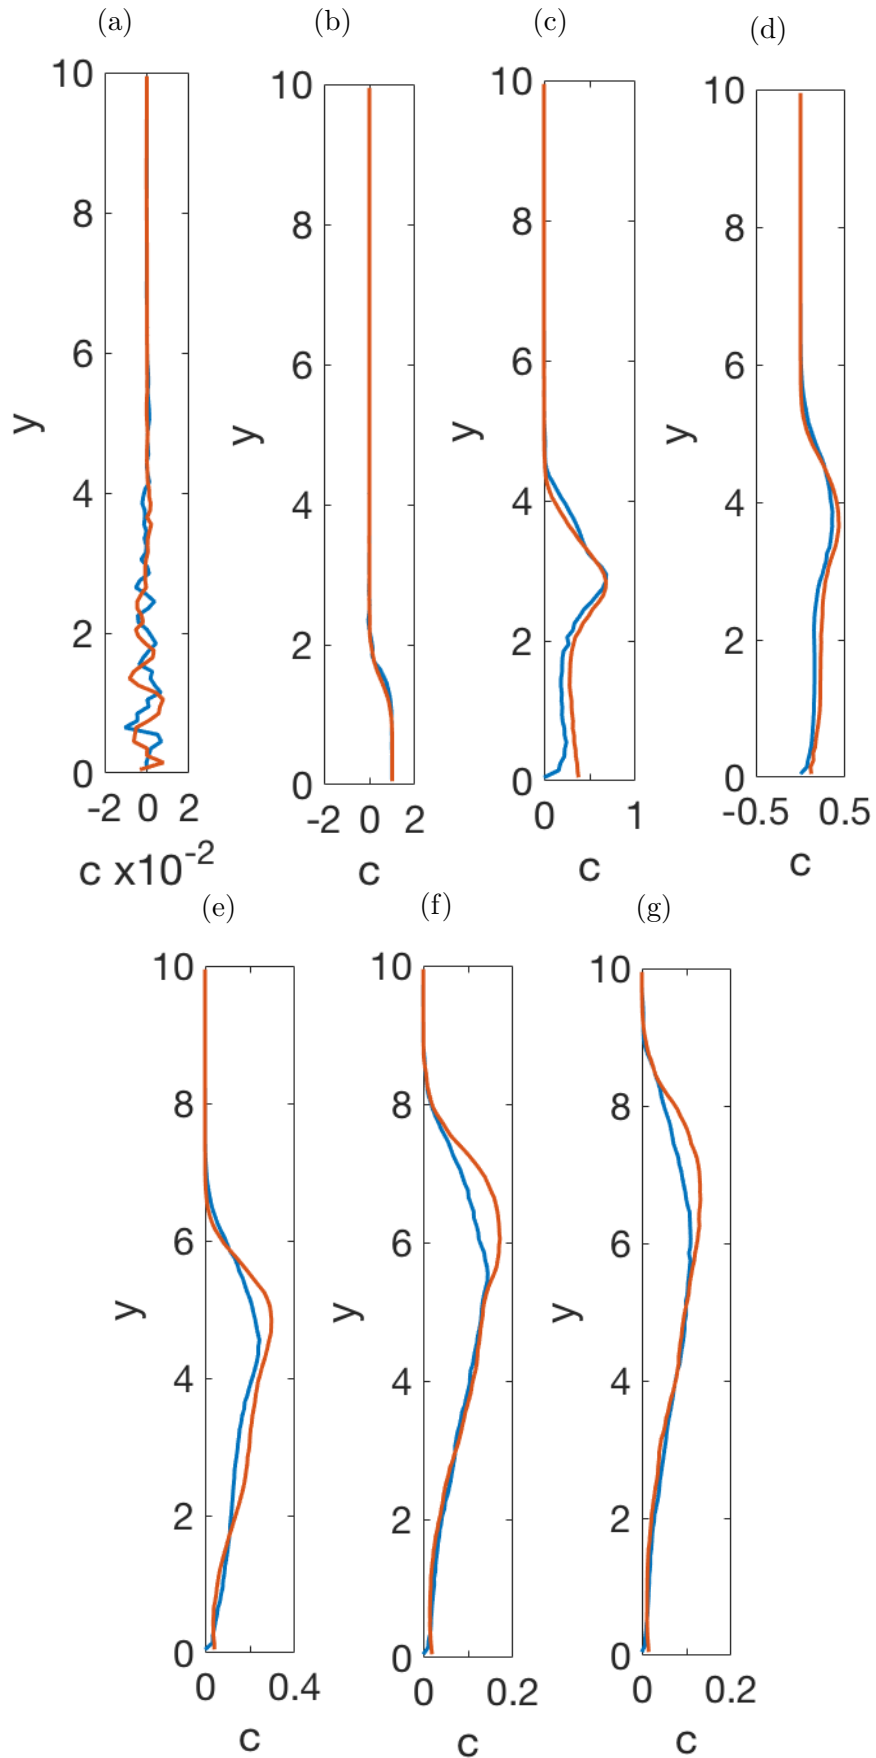 (a) (b) (c) (d)
10 10 10 10
8 8 8 8
6 6 6 6
y y y y
4 4 4 4
2 2 2 2
0 0 0 0
-2 0 2 -2 0 2 0 1 -0.5 0.5
c x10^-2 c c c
(e) (f) (g)
10 10 10
8 8 8
6 6 6
y y y
4 4 4
2 2 2
0 0 0
0 0.4 0 0.2 0 0.2
c c c